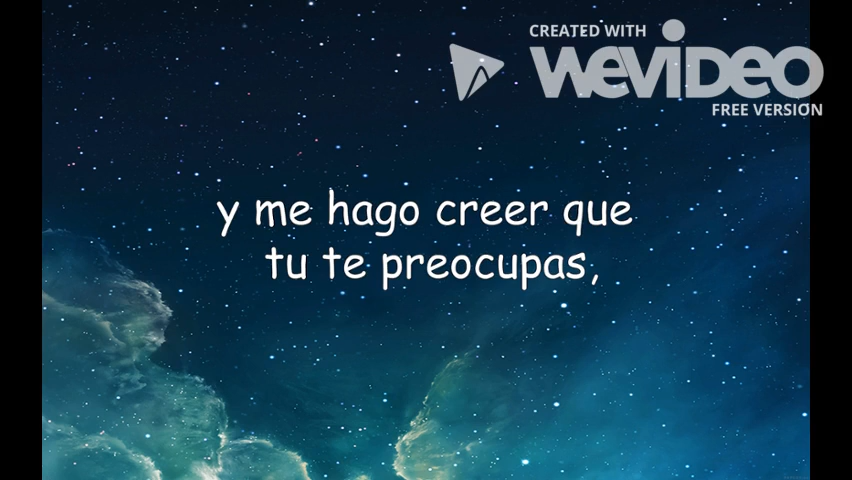 CREATED WITH
WEVIDEO
FREE VERSION
y me hago creer que
tu te preocupas,